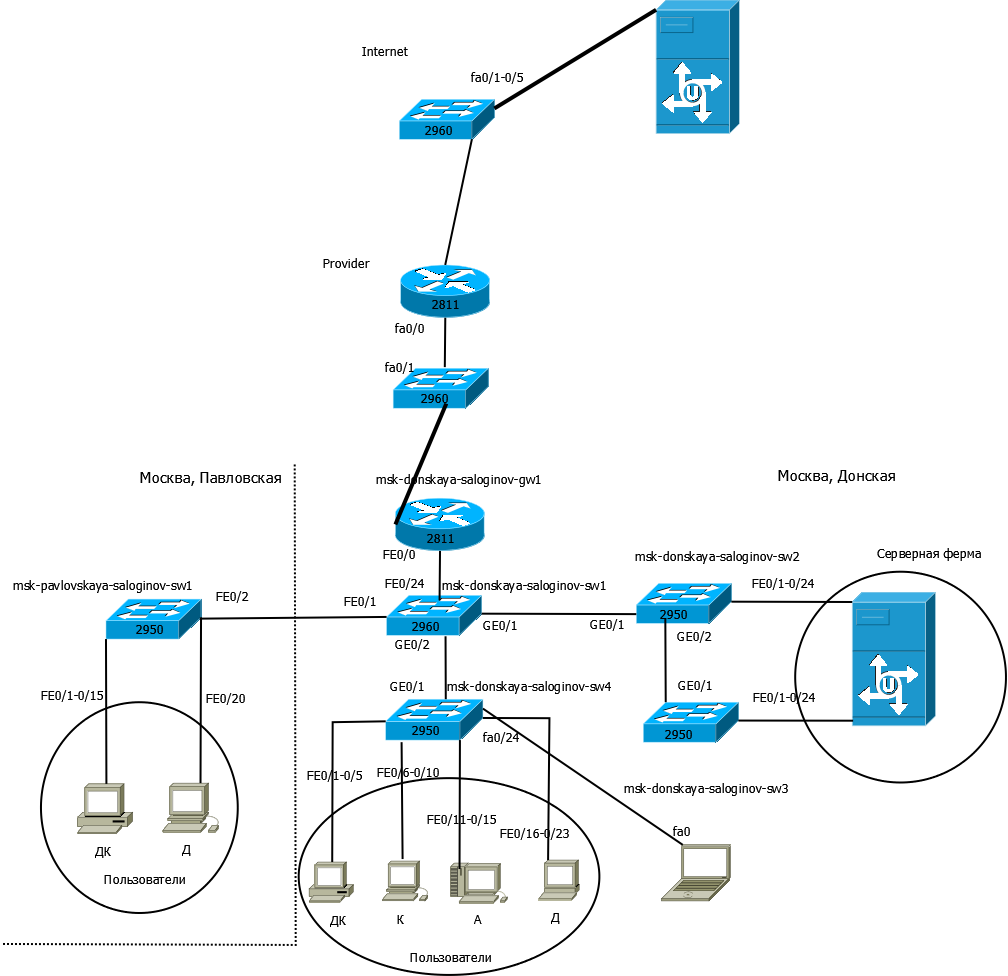 Internet
fa0/1-0/5
2960
U
Provider
2811
fa0/0
fa0/1
2960
Москва, Павловская
msk-donskaya-saloginov-gw1
Москва, Донская
2811
FE0/0
msk-donskaya-saloginov-sw2
Серверная ферма
msk-pavlovskaya-saloginov-sw1
FE0/24
msk-donskaya-saloginov-sw1
FE0/1-0/24
FE0/2
FE0/1
2950
2960
GE0/1
GE0/1
2950
GE0/2
GE0/2
U
GE0/1
msk-donskaya-saloginov-sw4
GE0/1
FE0/1-0/15
FE0/20
FE0/1-0/24
2950
fa0/24
2950
FE0/1-0/5
FE0/6-0/10
msk-donskaya-saloginov-sw3
FE0/11-0/15
FE0/16-0/23
fa0
ДК
Д
Пользователи
ДК
К
А
Д
Пользователи